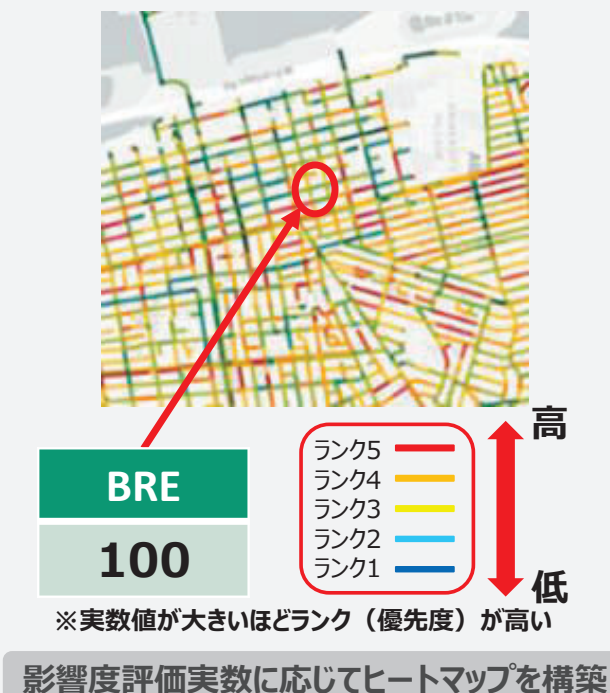 高
ランク5
ランク4
ランク3
ランク2
ランク1
低
BRE
100
※実数値が大きいほどランク（優先度）が高い
影響度評価実数に応じてヒートマップを構築